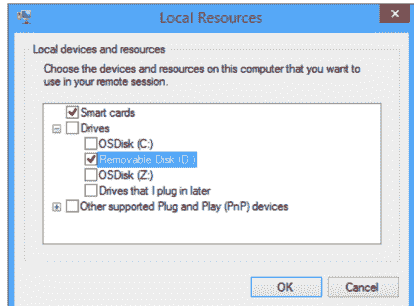 Local Resources
Local devices and resources
Choose the devices and resources on this computer that you want to
use in your remote session.
Smart cards
Drives
OSDisk (C:)
Removable Disk (D:)
OSDisk (Z:)
Drives that I plug in later
Other supported Plug and Play (PnP) devices
OK
Cancel